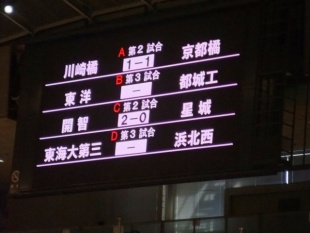 A 第2試合
川崎橘 1-1 京都橘
B 第3試合
東洋 - 都城工
C 第2試合
開智 2-0 星城
D 第3試合
東海大第三 - 浜北西